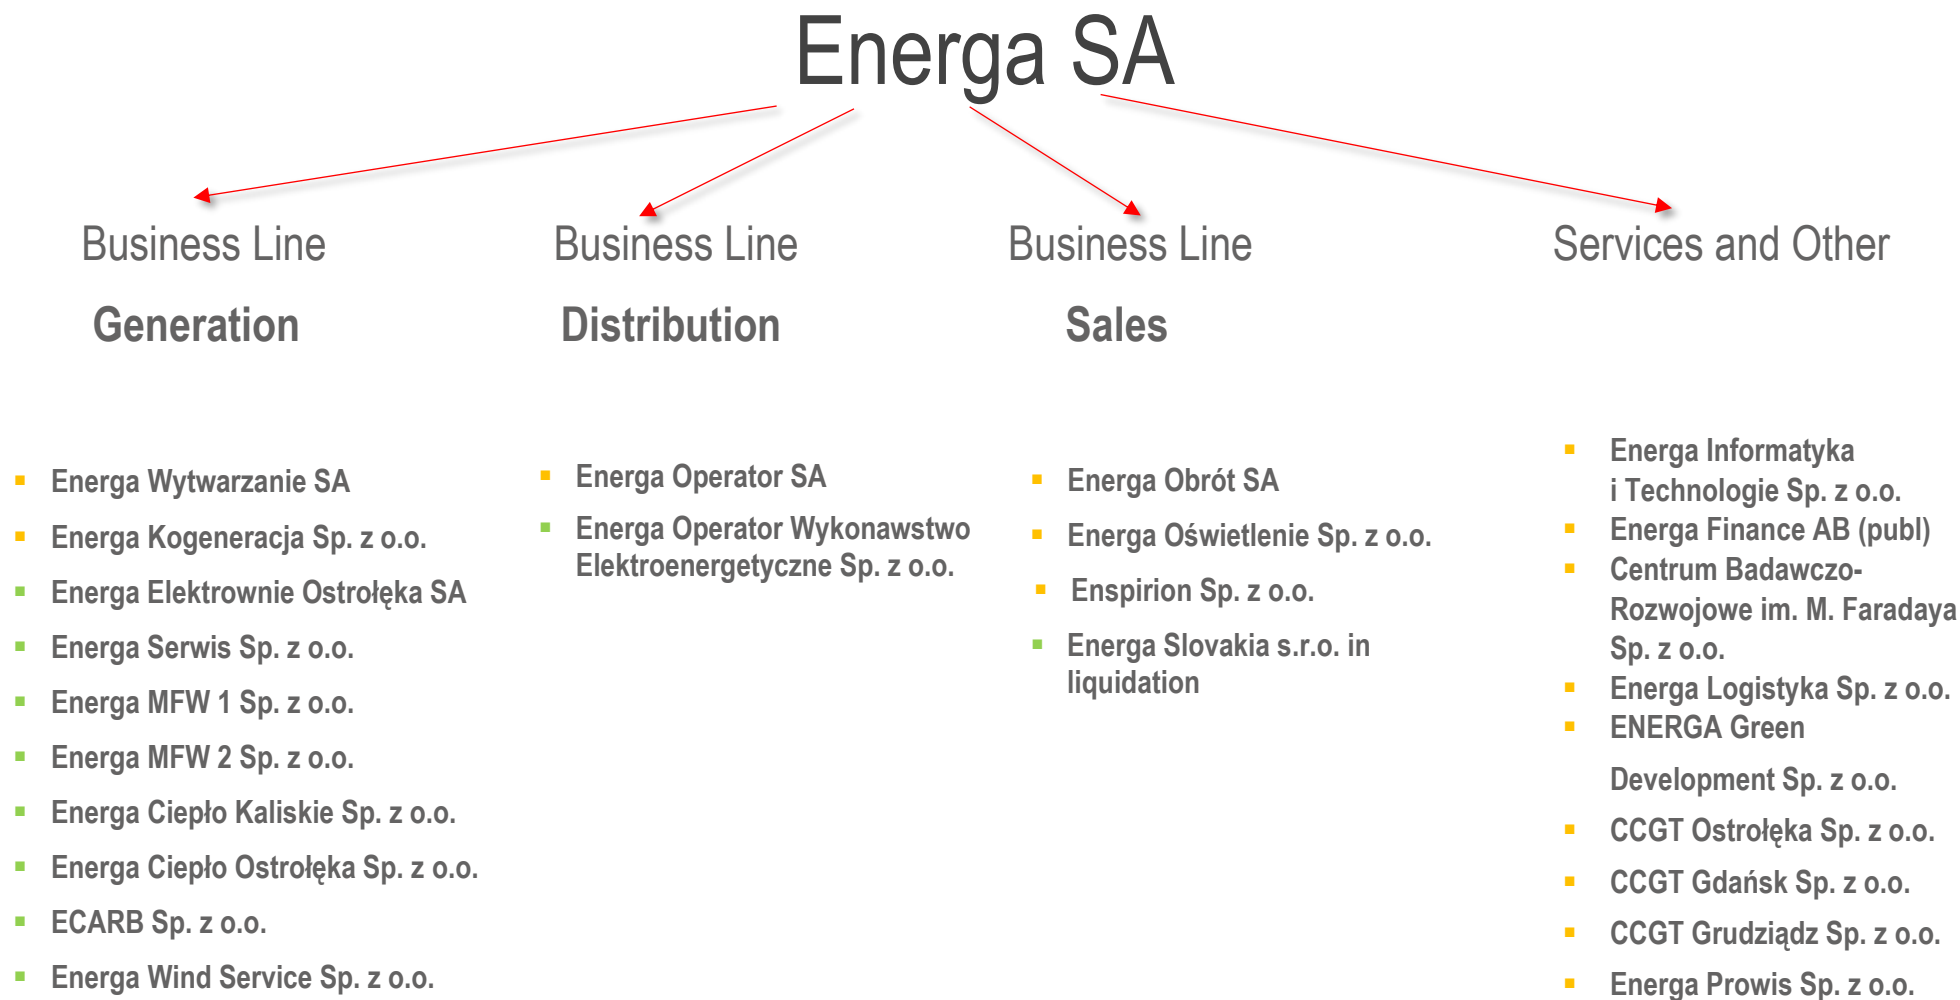 Energa SA
Business Line
Generation
Energa Wytwarzanie SA
Energa Kogeneracja Sp. z o.o.
Energa Elektrownie Ostrołęka SA
Energa Serwis Sp. z o.o.
Energa MFW 1 Sp. z o.o.
Energa MFW 2 Sp. z o.o.
Energa Ciepło Kaliskie Sp. z o.o.
Energa Ciepło Ostrołęka Sp. z o.o.
ECARB Sp. z o.o.
Energa Wind Service Sp. z o.o.
Business Line
Distribution
Energa Operator SA
Energa Operator Wykonawstwo
Elektroenergetyczne Sp. z o.o.
Business Line
Sales
Energa Obrót SA
Energa Oświetlenie Sp. z o.o.
Enspirion Sp. z o.o.
Energa Slovakia s.r.o. in
liquidation
Services and Other
Energa Informatyka
i Technologie Sp. z o.o.
Energa Finance AB (publ)
Centrum Badawczo-
Rozwojowe im. M. Faradaya
Sp. z o.o.
Energa Logistyka Sp. z o.o.
ENERGA Green
Development Sp. z o.o.
CCGT Ostrołęka Sp. z o.o.
CCGT Gdańsk Sp. z o.o.
CCGT Grudziądz Sp. z o.o.
Energa Prowis Sp. z o.o.